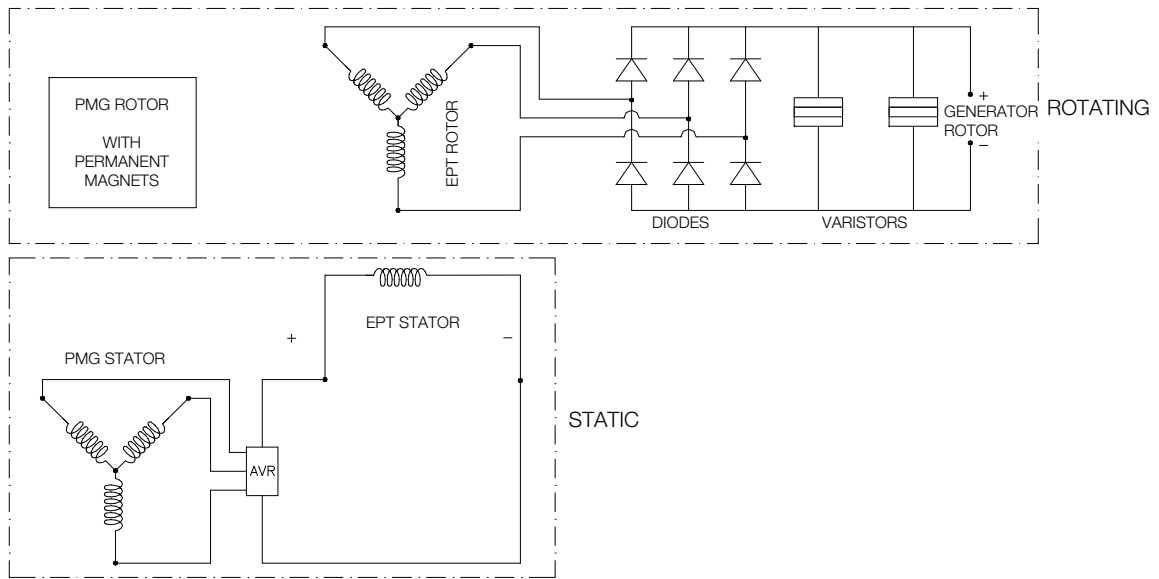 PMG ROTOR
WITH
PERMANENT
MAGNETS
EPT ROTOR
DIODES
VARISTORS
+
GENERATOR
ROTOR
−
ROTATING
EPT STATOR
+
−
PMG STATOR
AVR
STATIC